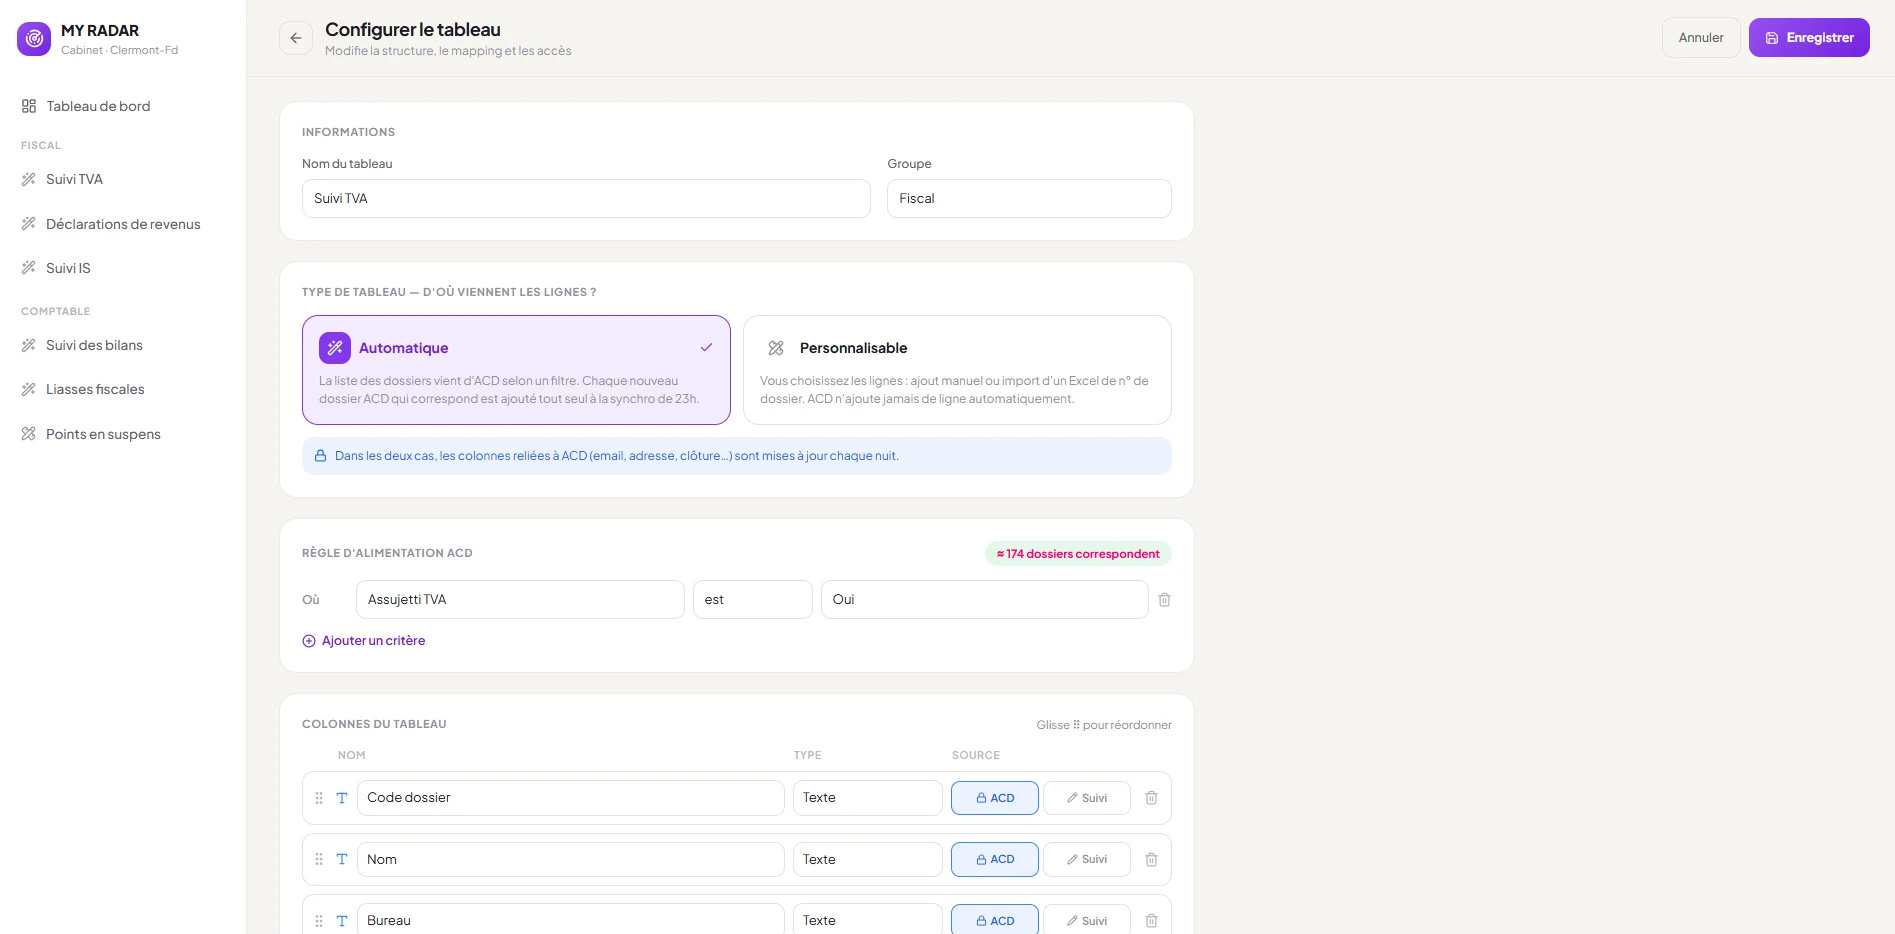 MY RADAR
Cabinet · Clermont-Fd
Tableau de bord
FISCAL
Suivi TVA
Déclarations de revenus
Suivi IS
COMPTABLE
Suivi des bilans
Liasses fiscales
Points en suspens
Configurer le tableau
Modifie la structure, le mapping et les accès
Annuler
Enregistrer
INFORMATIONS
Nom du tableau
Groupe
Suivi TVA
Fiscal
TYPE DE TABLEAU — D'OÙ VIENNENT LES LIGNES ?
Automatique
La liste des dossiers vient d'ACD selon un filtre. Chaque nouveau
dossier ACD qui correspond est ajouté tout seul à la synchro de 23h.
Personnalisable
Vous choisissez les lignes : ajout manuel ou import d'un Excel de n° de
dossier. ACD n'ajoute jamais de ligne automatiquement.
Dans les deux cas, les colonnes reliées à ACD (email, adresse, clôture…) sont mises à jour chaque nuit.
RÈGLE D'ALIMENTATION ACD
≈ 174 dossiers correspondent
Où
Assujetti TVA
est
Oui
Ajouter un critère
COLONNES DU TABLEAU
Glisse ⠿ pour réordonner
NOM
TYPE
SOURCE
Code dossier
Texte
ACD
Suivi
Nom
Texte
ACD
Suivi
Bureau
Texte
ACD
Suivi